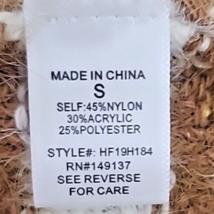 MADE IN CHINA
S
SELF:45%NYLON
30%ACRYLIC
25%POLYESTER
STYLE#: HF19H184
RN#149137
SEE REVERSE
FOR CARE